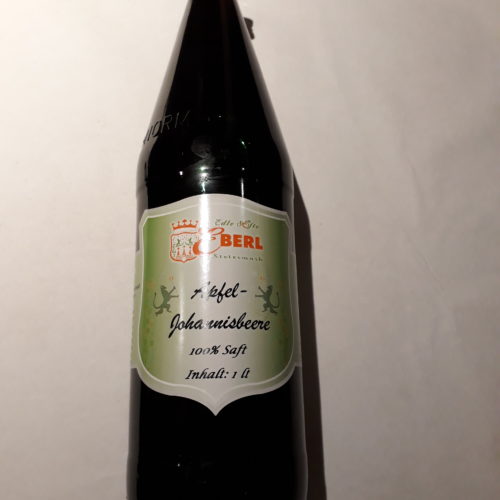 Edle Säfte
EBERL
Steiermark
Apfel-
Johannisbeere
100% Saft
Inhalt: 1 lt